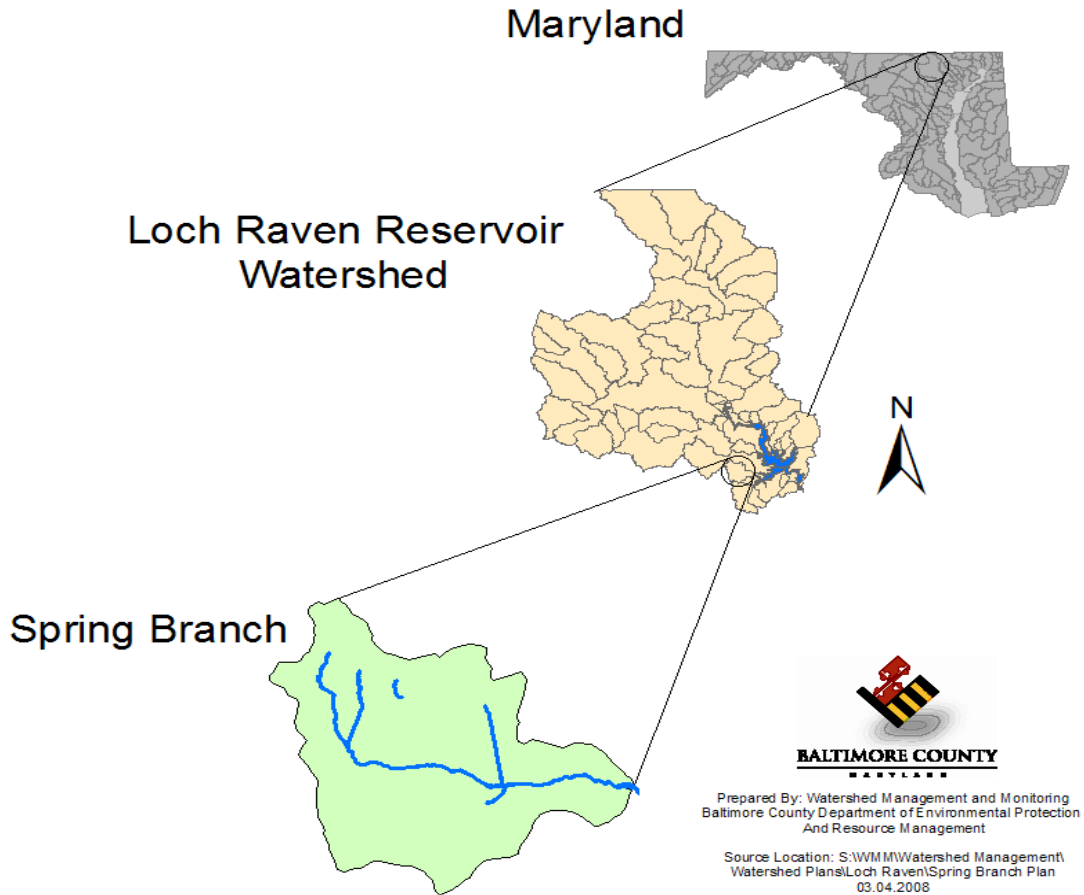 Maryland
Loch Raven Reservoir
Watershed
N
Spring Branch
BALTIMORE COUNTY
MARYLAND
Prepared By: Watershed Management and Monitoring
Baltimore County Department of Environmental Protection
And Resource Management
Source Location: S:\WMM\Watershed Management\
Watershed Plans\Loch Raven\Spring Branch Plan
03.04.2008